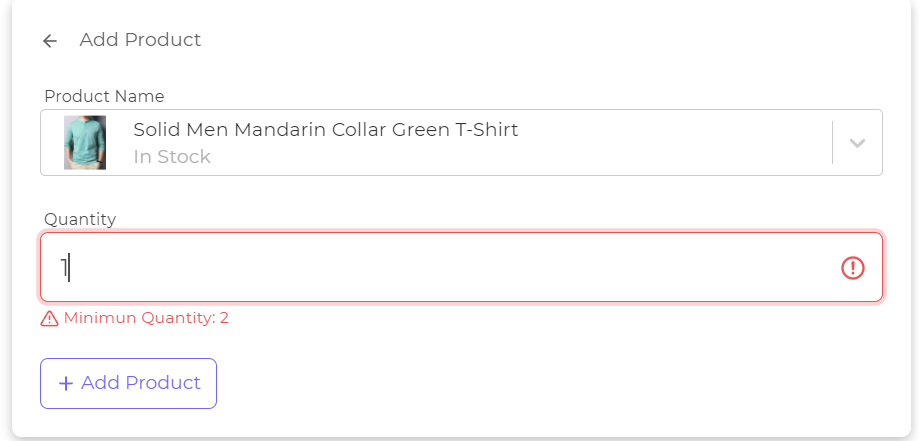 Add Product
Product Name
Solid Men Mandarin Collar Green T-Shirt
In Stock
Quantity
1
Minimun Quantity: 2
+ Add Product